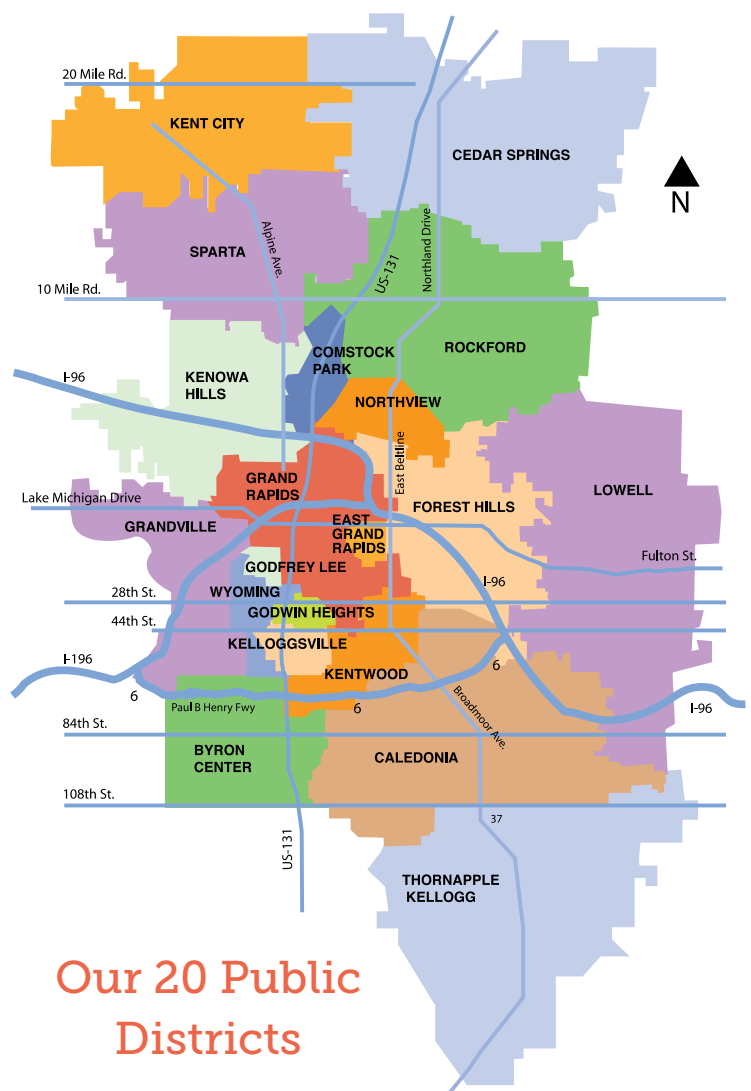 20 Mile Rd.
KENT CITY
CEDAR SPRINGS
N
SPARTA
Alpine Ave.
US-131
Northland Drive
10 Mile Rd.
COMSTOCK
PARK
ROCKFORD
I-96
KENOWA
HILLS
NORTHVIEW
East Beltline
GRAND
RAPIDS
LOWELL
Lake Michigan Drive
FOREST HILLS
GRANDVILLE
EAST
GRAND
RAPIDS
Fulton St.
GODFREY LEE
I-96
28th St.
WYOMING
GODWIN HEIGHTS
44th St.
KELLOGGSVILLE
I-196
KENTWOOD
6
6
Paul B Henry Fwy
6
Broadmoor Ave.
I-96
84th St.
BYRON
CENTER
CALEDONIA
108th St.
37
US-131
THORNAPPLE
KELLOGG
Our 20 Public
Districts